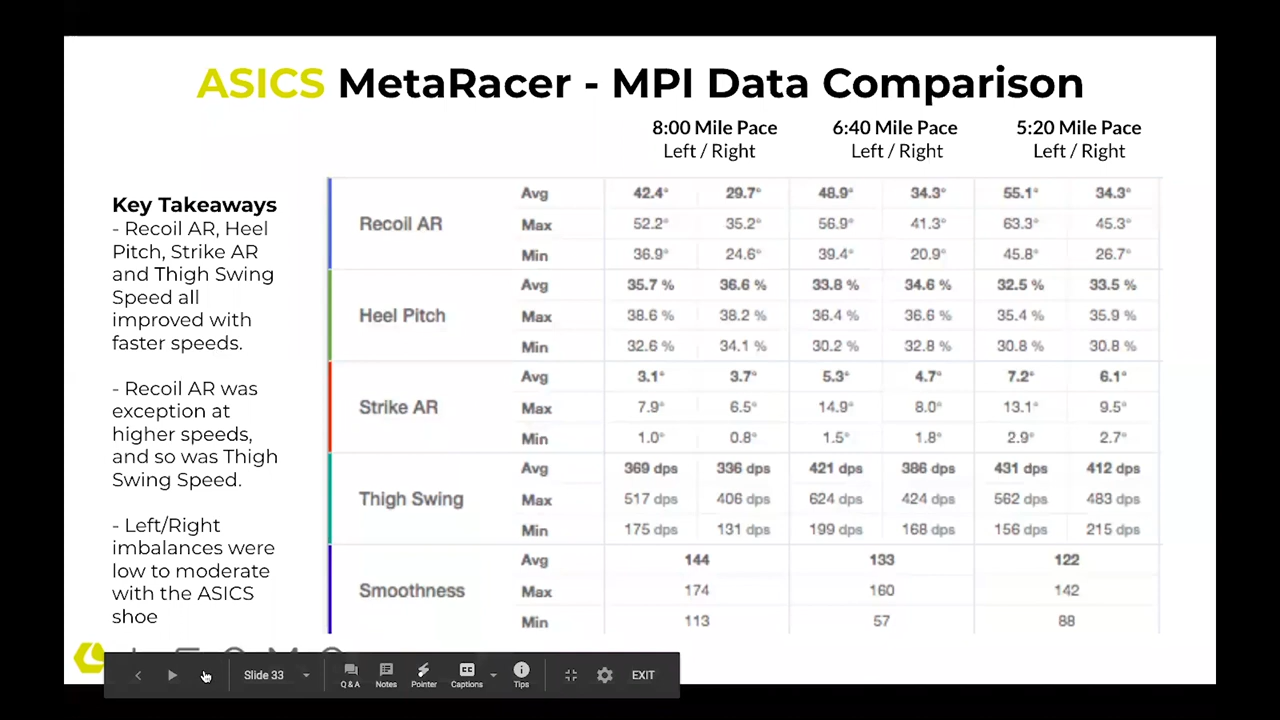 ASICS MetaRacer - MPI Data Comparison
8:00 Mile Pace 6:40 Mile Pace 5:20 Mile Pace
Left / Right Left / Right Left / Right
Key Takeaways
- Recoil AR, Heel
Pitch, Strike AR
and Thigh Swing
Speed all
improved with
faster speeds.
- Recoil AR was
exception at
higher speeds,
and so was Thigh
Swing Speed.
- Left/Right
imbalances were
low to moderate
with the ASICS
shoe
Recoil AR
Avg 42.4° 29.7° 48.9° 34.3° 55.1° 34.3°
Max 52.2° 35.2° 56.9° 41.3° 63.3° 45.3°
Min 36.9° 24.6° 39.4° 20.9° 45.8° 26.7°
Heel Pitch
Avg 35.7 % 36.6 % 33.8 % 34.6 % 32.5 % 33.5 %
Max 38.6 % 38.2 % 36.4 % 36.6 % 35.4 % 35.9 %
Min 32.6 % 34.1 % 30.2 % 32.8 % 30.8 % 30.8 %
Strike AR
Avg 3.1° 3.7° 5.3° 4.7° 7.2° 6.1°
Max 7.9° 6.5° 14.9° 8.0° 13.1° 9.5°
Min 1.0° 0.8° 1.5° 1.8° 2.9° 2.7°
Thigh Swing
Avg 369 dps 336 dps 421 dps 386 dps 431 dps 412 dps
Max 517 dps 406 dps 624 dps 424 dps 562 dps 483 dps
Min 175 dps 131 dps 199 dps 168 dps 156 dps 215 dps
Smoothness
Avg 144 133 122
Max 174 160 142
Min 113 57 88
Slide 33 Q & A Notes Pointer Captions Tips EXIT